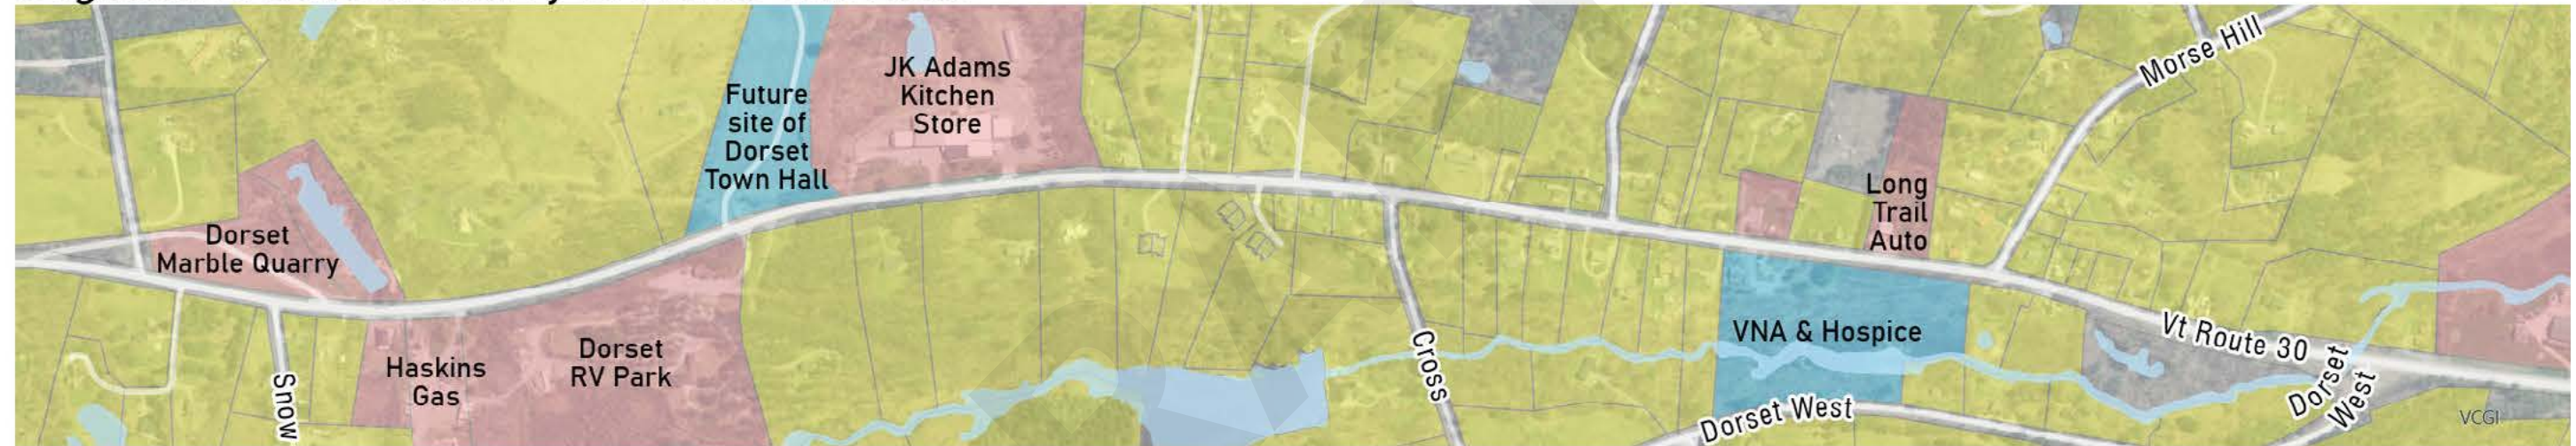 JK Adams
Kitchen
Store
Future
site of
Dorset
Town Hall
Morse Hill
Long
Trail
Auto
Dorset
Marble Quarry
Haskins
Gas
Dorset
RV Park
Snow
Cross
VNA & Hospice
Dorset West
Vt Route 30
Dorset
West
VCGI